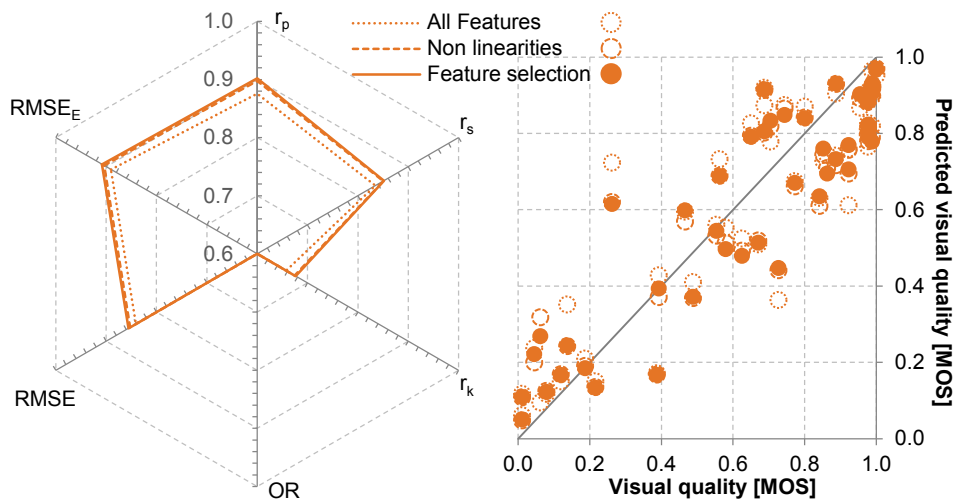 1.0
r_p
0.9
0.8
0.7
0.6
RMSE_E
r_s
r_k
RMSE
OR
All Features
Non linearities
Feature selection
1.0
0.8
0.6
0.4
0.2
0.0
Predicted visual quality [MOS]
0.0 0.2 0.4 0.6 0.8 1.0
Visual quality [MOS]